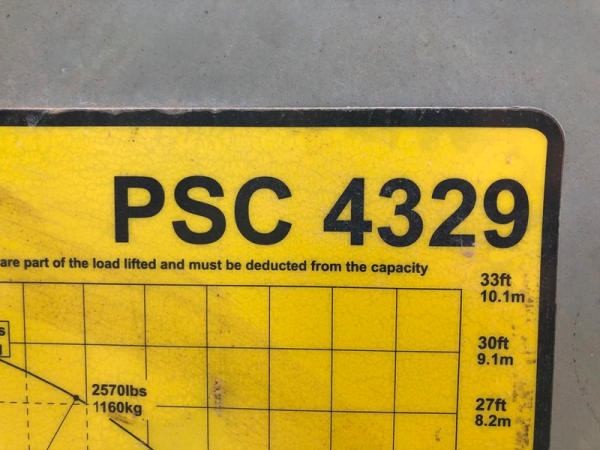 PSC 4329
are part of the load lifted and must be deducted from the capacity
33ft
10.1m
30ft
9.1m
2570lbs
1160kg
27ft
8.2m